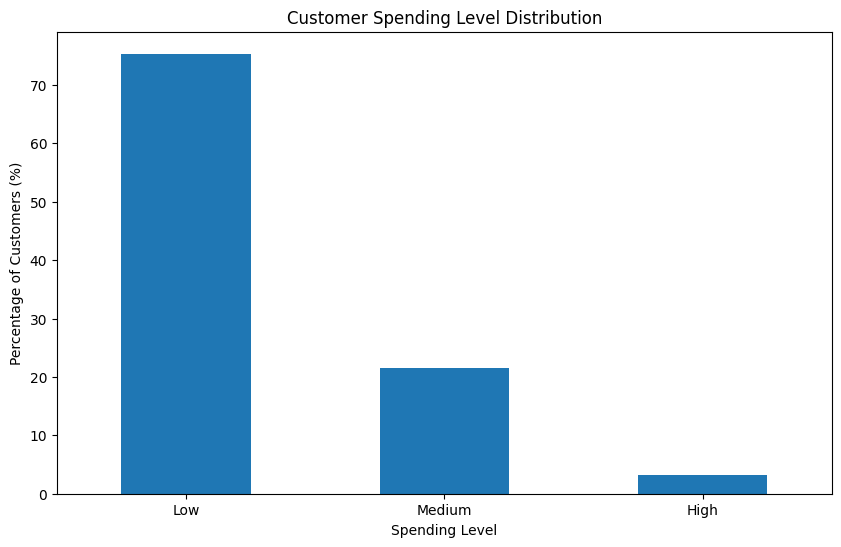 Customer Spending Level Distribution
Percentage of Customers (%)
70
60
50
40
30
20
10
0
Low Medium High
Spending Level